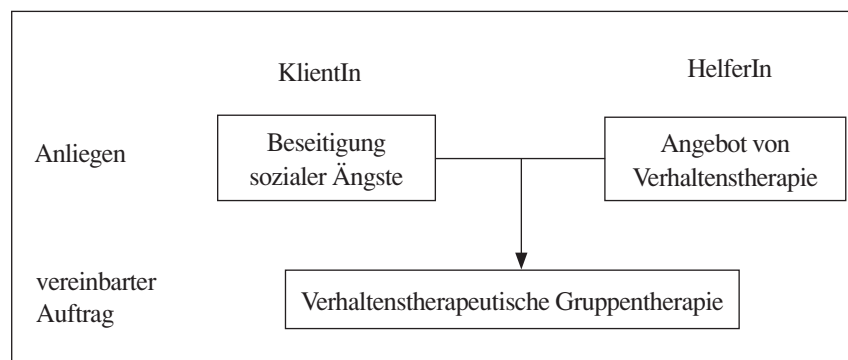 KlientIn
HelferIn
Anliegen
Beseitigung
sozialer Ängste
Angebot von
Verhaltenstherapie
vereinbarter
Auftrag
Verhaltenstherapeutische Gruppentherapie